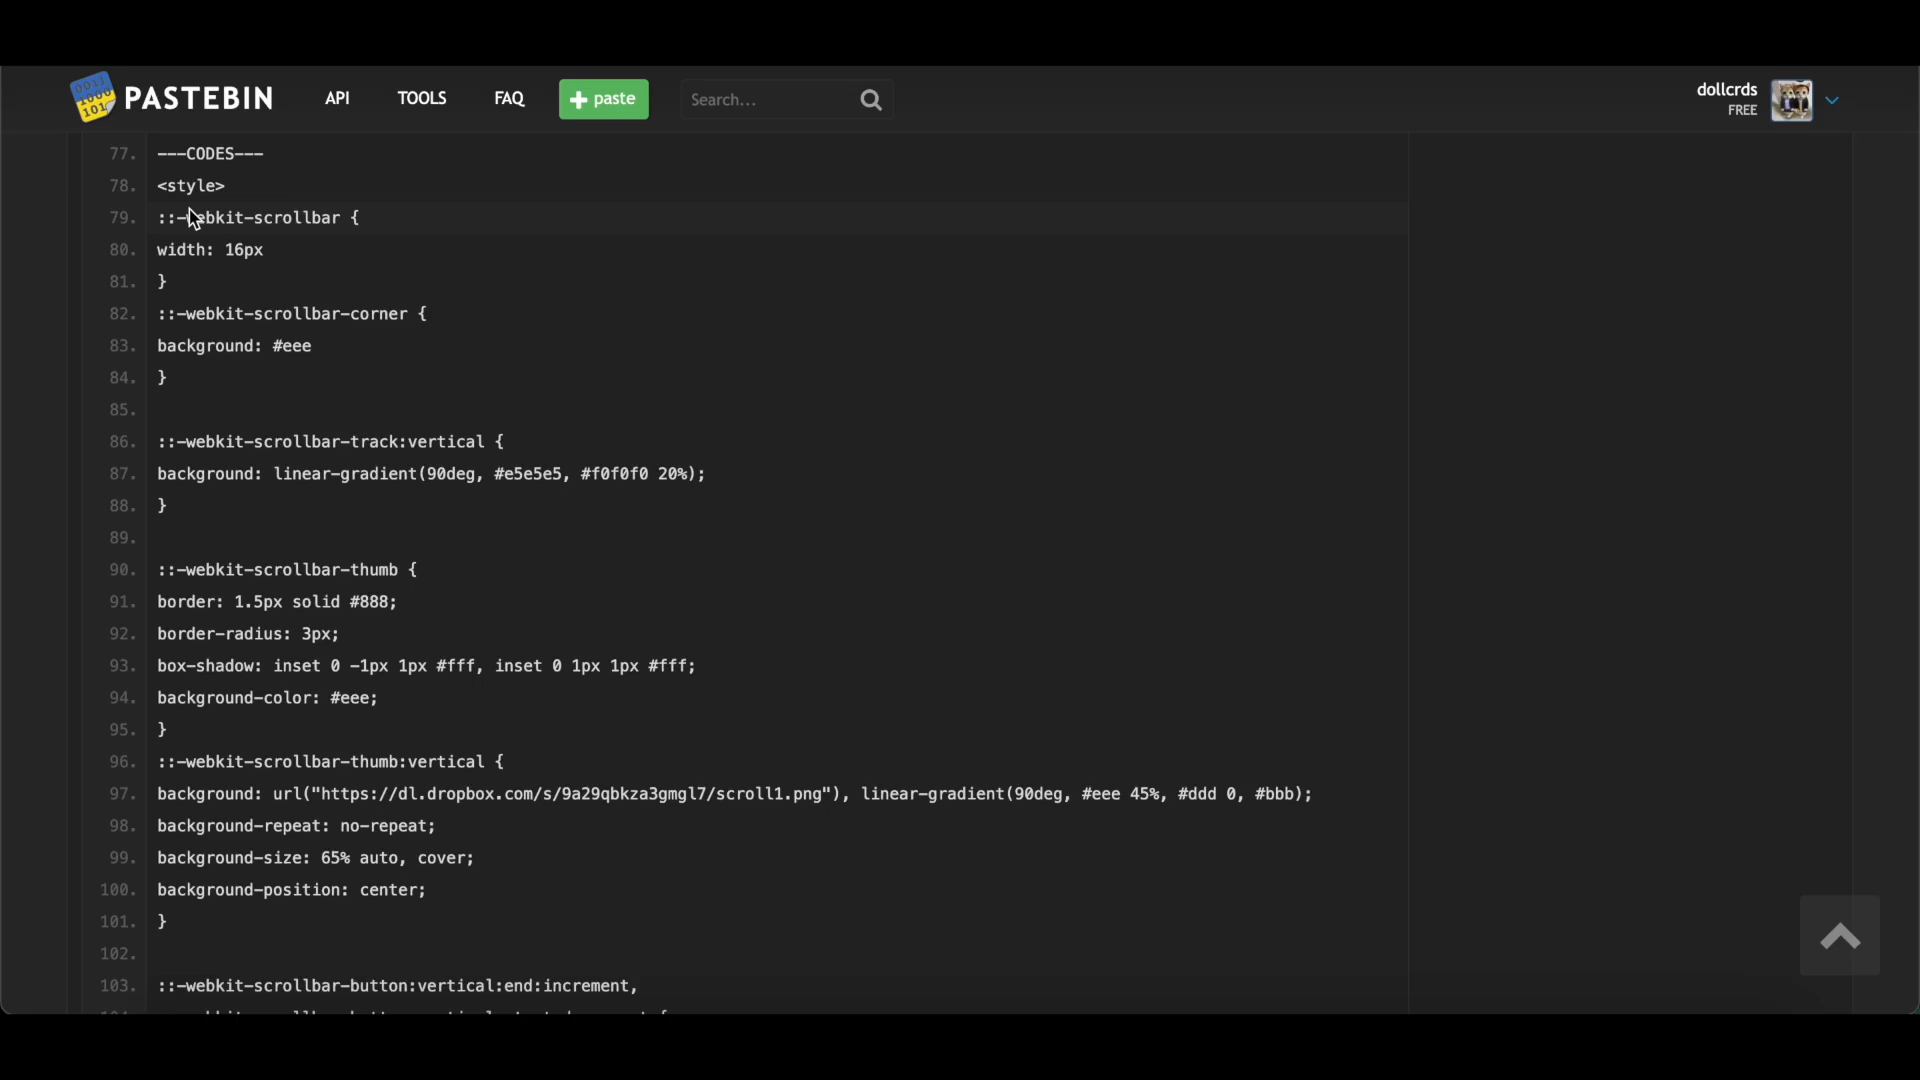 PASTEBIN API TOOLS FAQ + paste Search... dollcrds
FREE
77. ---CODES---
78. <style>
79. ::-webkit-scrollbar {
80. width: 16px
81. }
82. ::-webkit-scrollbar-corner {
83. background: #eee
84. }
85.
86. ::-webkit-scrollbar-track:vertical {
87. background: linear-gradient(90deg, #e5e5e5, #f0f0f0 20%);
88. }
89.
90. ::-webkit-scrollbar-thumb {
91. border: 1.5px solid #888;
92. border-radius: 3px;
93. box-shadow: inset 0 -1px 1px #fff, inset 0 1px 1px #fff;
94. background-color: #eee;
95. }
96. ::-webkit-scrollbar-thumb:vertical {
97. background: url("https://dl.dropbox.com/s/9a29qbkza3gmgl7/scroll1.png"), linear-gradient(90deg, #eee 45%, #ddd 0, #bbb);
98. background-repeat: no-repeat;
99. background-size: 65% auto, cover;
100. background-position: center;
101. }
102.
103. ::-webkit-scrollbar-button:vertical:end:increment,